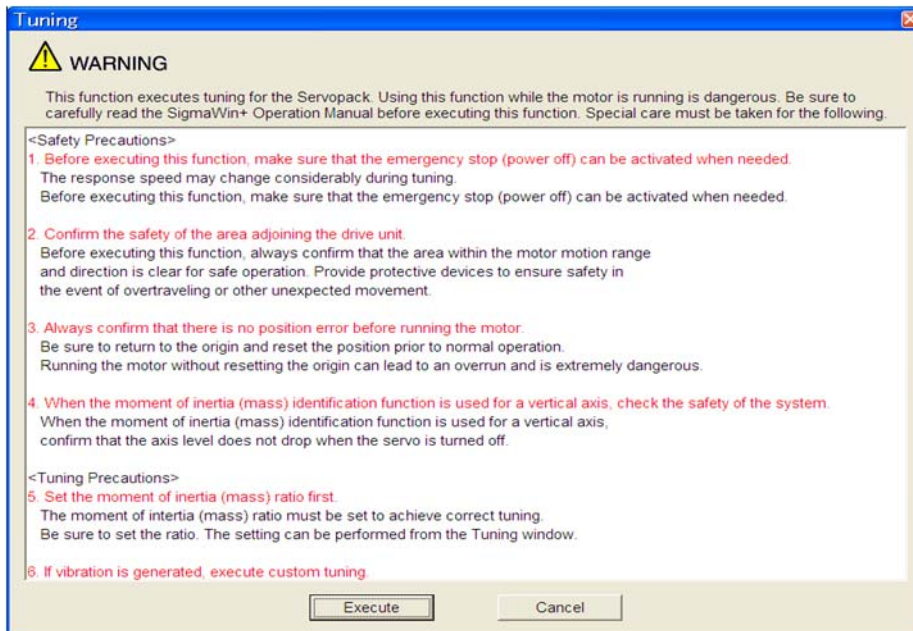 Tuning
WARNING
This function executes tuning for the Servopack. Using this function while the motor is running is dangerous. Be sure to
carefully read the SigmaWin+ Operation Manual before executing this function. Special care must be taken for the following.
<Safety Precautions>
1. Before executing this function, make sure that the emergency stop (power off) can be activated when needed.
The response speed may change considerably during tuning.
Before executing this function, make sure that the emergency stop (power off) can be activated when needed.
2. Confirm the safety of the area adjoining the drive unit.
Before executing this function, always confirm that the area within the motor motion range
and direction is clear for safe operation. Provide protective devices to ensure safety in
the event of overtraveling or other unexpected movement.
3. Always confirm that there is no position error before running the motor.
Be sure to return to the origin and reset the position prior to normal operation.
Running the motor without resetting the origin can lead to an overrun and is extremely dangerous.
4. When the moment of inertia (mass) identification function is used for a vertical axis, check the safety of the system.
When the moment of inertia (mass) identification function is used for a vertical axis,
confirm that the axis level does not drop when the servo is turned off.
<Tuning Precautions>
5. Set the moment of inertia (mass) ratio first.
The moment of intertia (mass) ratio must be set to achieve correct tuning.
Be sure to set the ratio. The setting can be performed from the Tuning window.
6. If vibration is generated, execute custom tuning.
Execute
Cancel